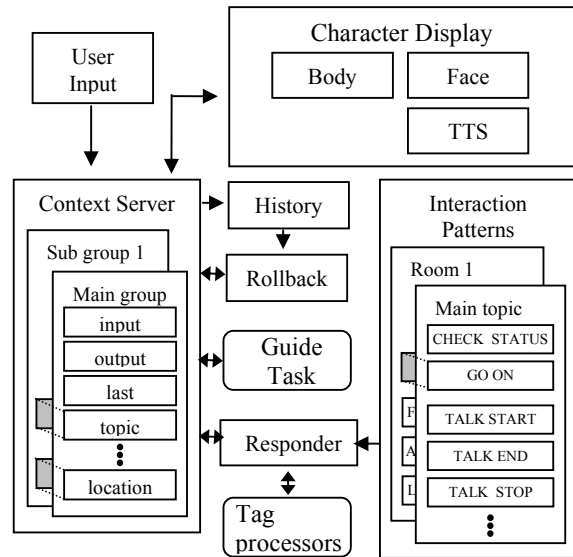 User
Input
Character Display
Body
Face
TTS
Context Server
Sub group 1
Main group
input
output
last
topic
location
History
Rollback
Guide
Task
Responder
Tag
processors
Interaction
Patterns
Room 1
F
A
L
Main topic
CHECK STATUS
GO ON
TALK START
TALK END
TALK STOP